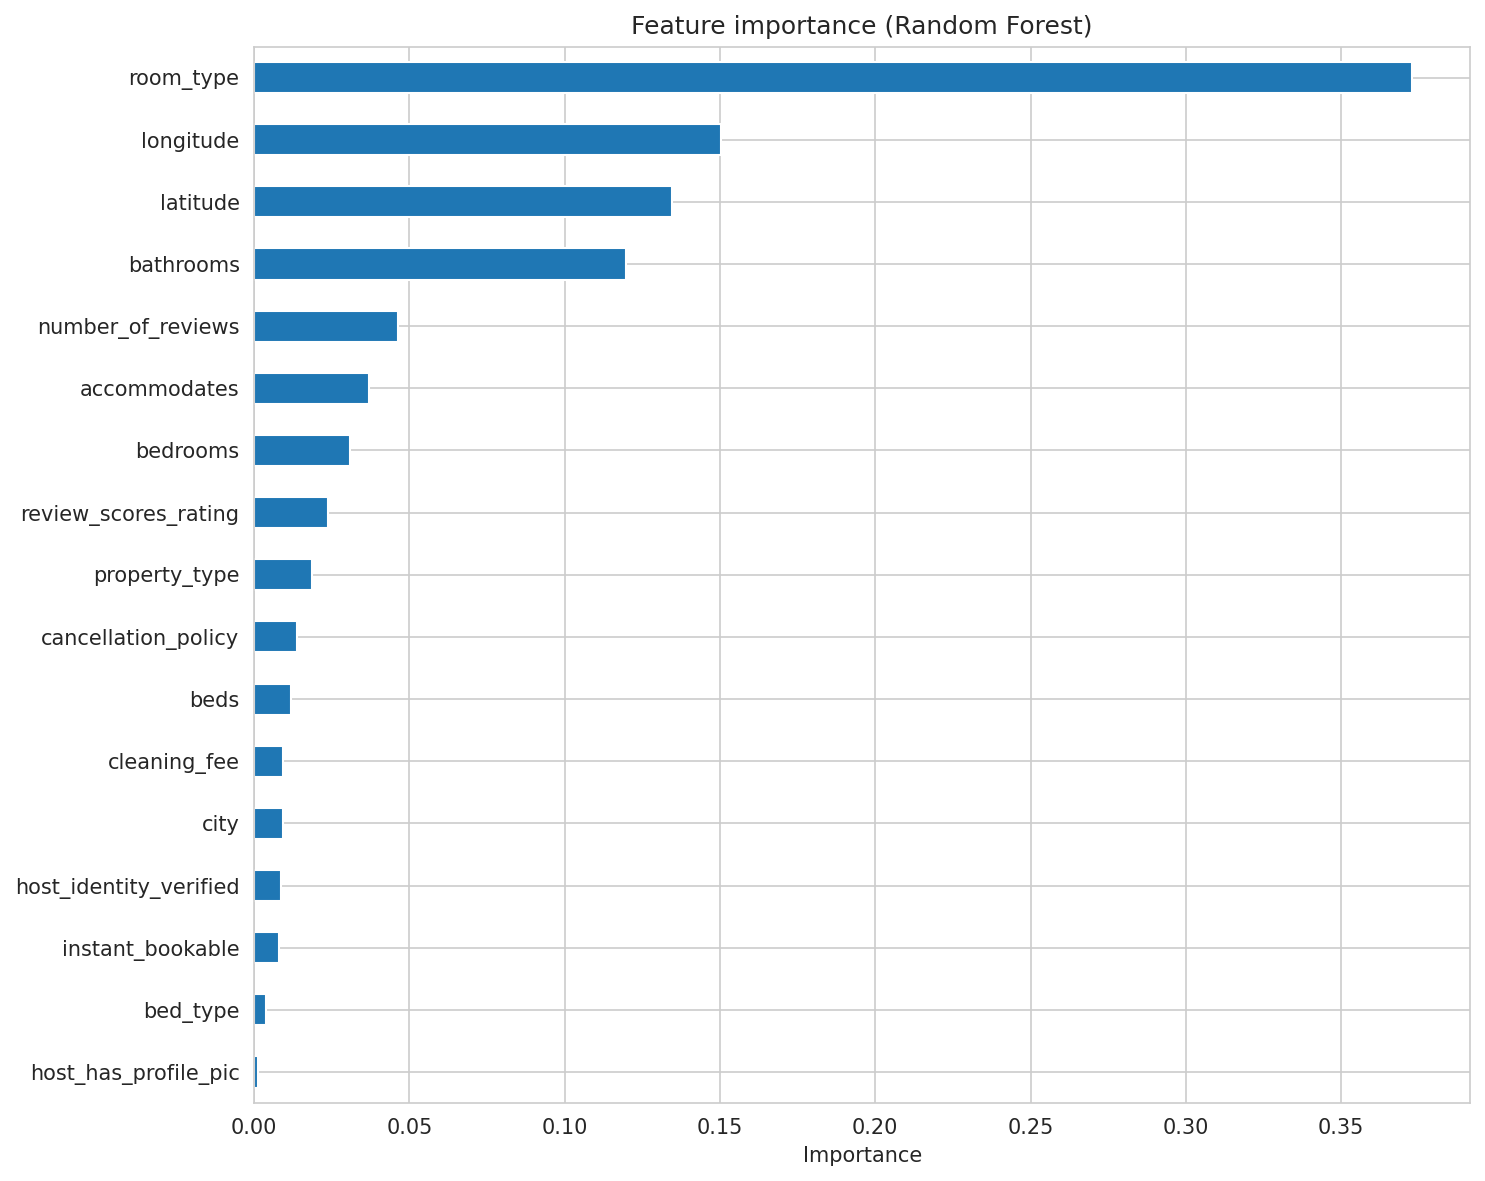 Feature importance (Random Forest)
room_type
longitude
latitude
bathrooms
number_of_reviews
accommodates
bedrooms
review_scores_rating
property_type
cancellation_policy
beds
cleaning_fee
city
host_identity_verified
instant_bookable
bed_type
host_has_profile_pic
0.00 0.05 0.10 0.15 0.20 0.25 0.30 0.35
Importance